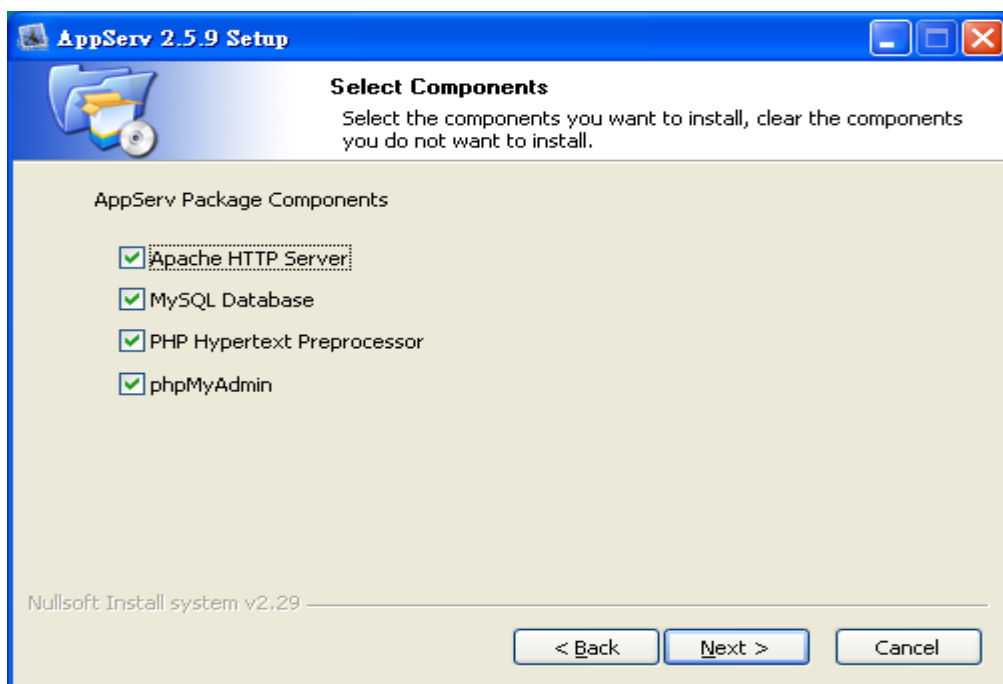 AppServ 2.5.9 Setup
Select Components
Select the components you want to install, clear the components
you do not want to install.
AppServ Package Components
Apache HTTP Server
MySQL Database
PHP Hypertext Preprocessor
phpMyAdmin
Nullsoft Install system v2.29
< Back
Next >
Cancel